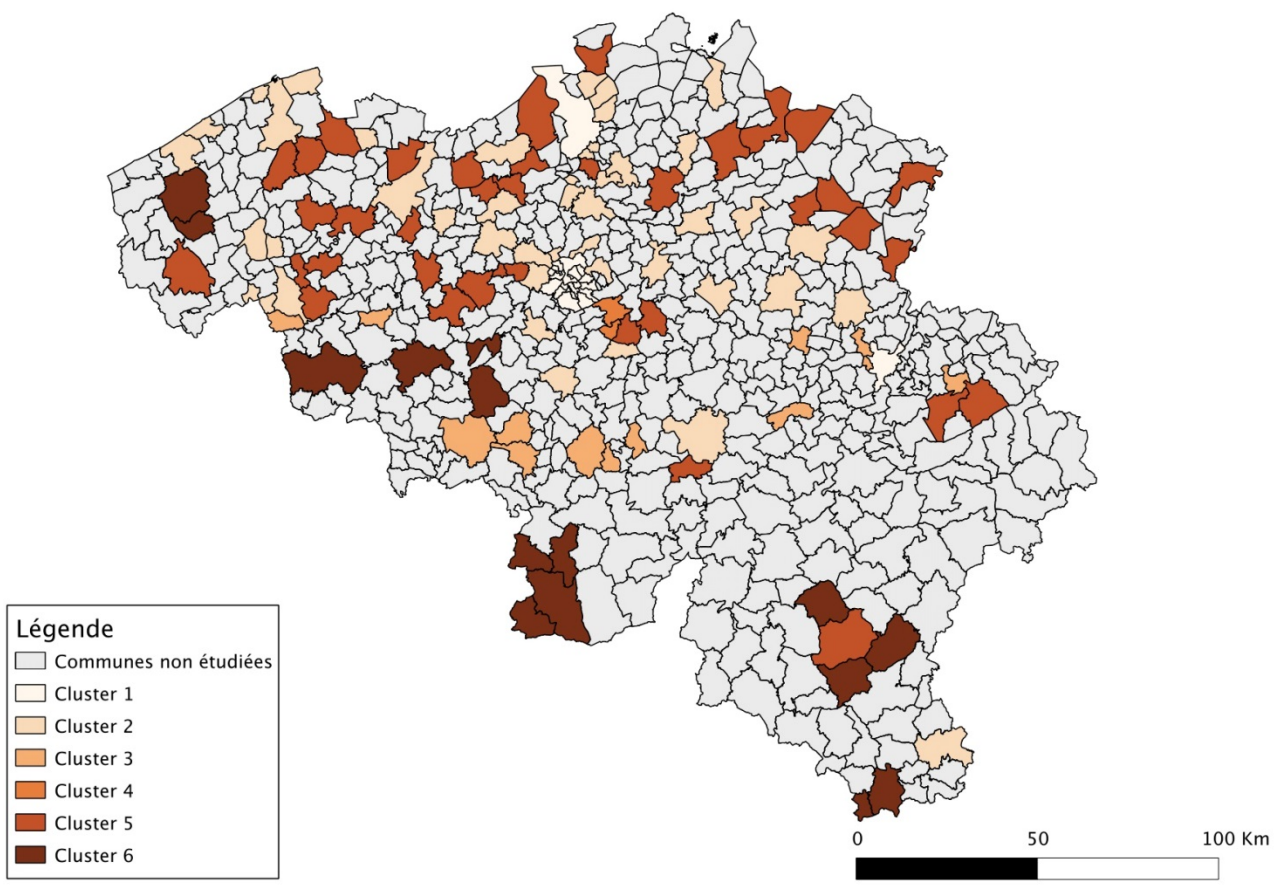 Légende
Communes non étudiées
Cluster 1
Cluster 2
Cluster 3
Cluster 4
Cluster 5
Cluster 6
0 50 100 Km